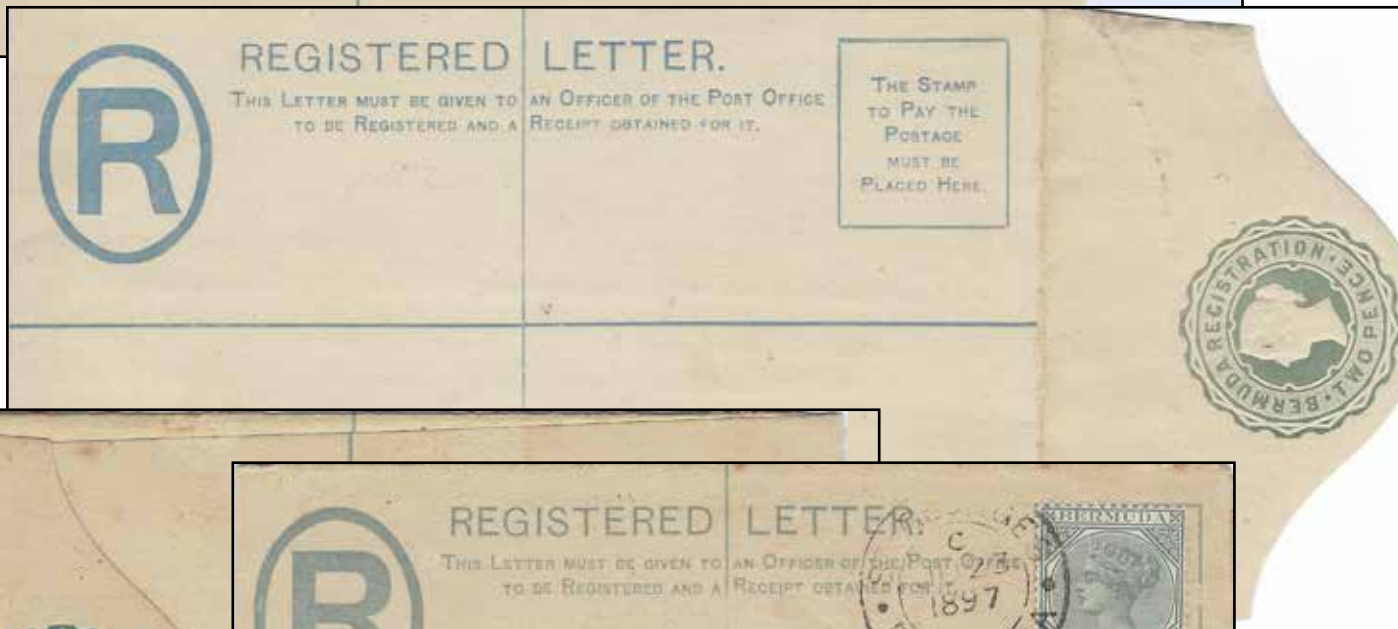 R
REGISTERED LETTER.
THIS LETTER MUST BE GIVEN TO AN OFFICER OF THE POST OFFICE
TO BE REGISTERED AND A RECEIPT OBTAINED FOR IT.
THE STAMP
TO PAY THE
POSTAGE
MUST BE
PLACED HERE.
BERMUDA REGISTRATION · TWO PENCE ·
R
REGISTERED LETTER.
THIS LETTER MUST BE GIVEN TO AN OFFICER OF THE POST OFFICE
TO BE REGISTERED AND A RECEIPT OBTAINED FOR IT.
C
23
1897
BERMUDA